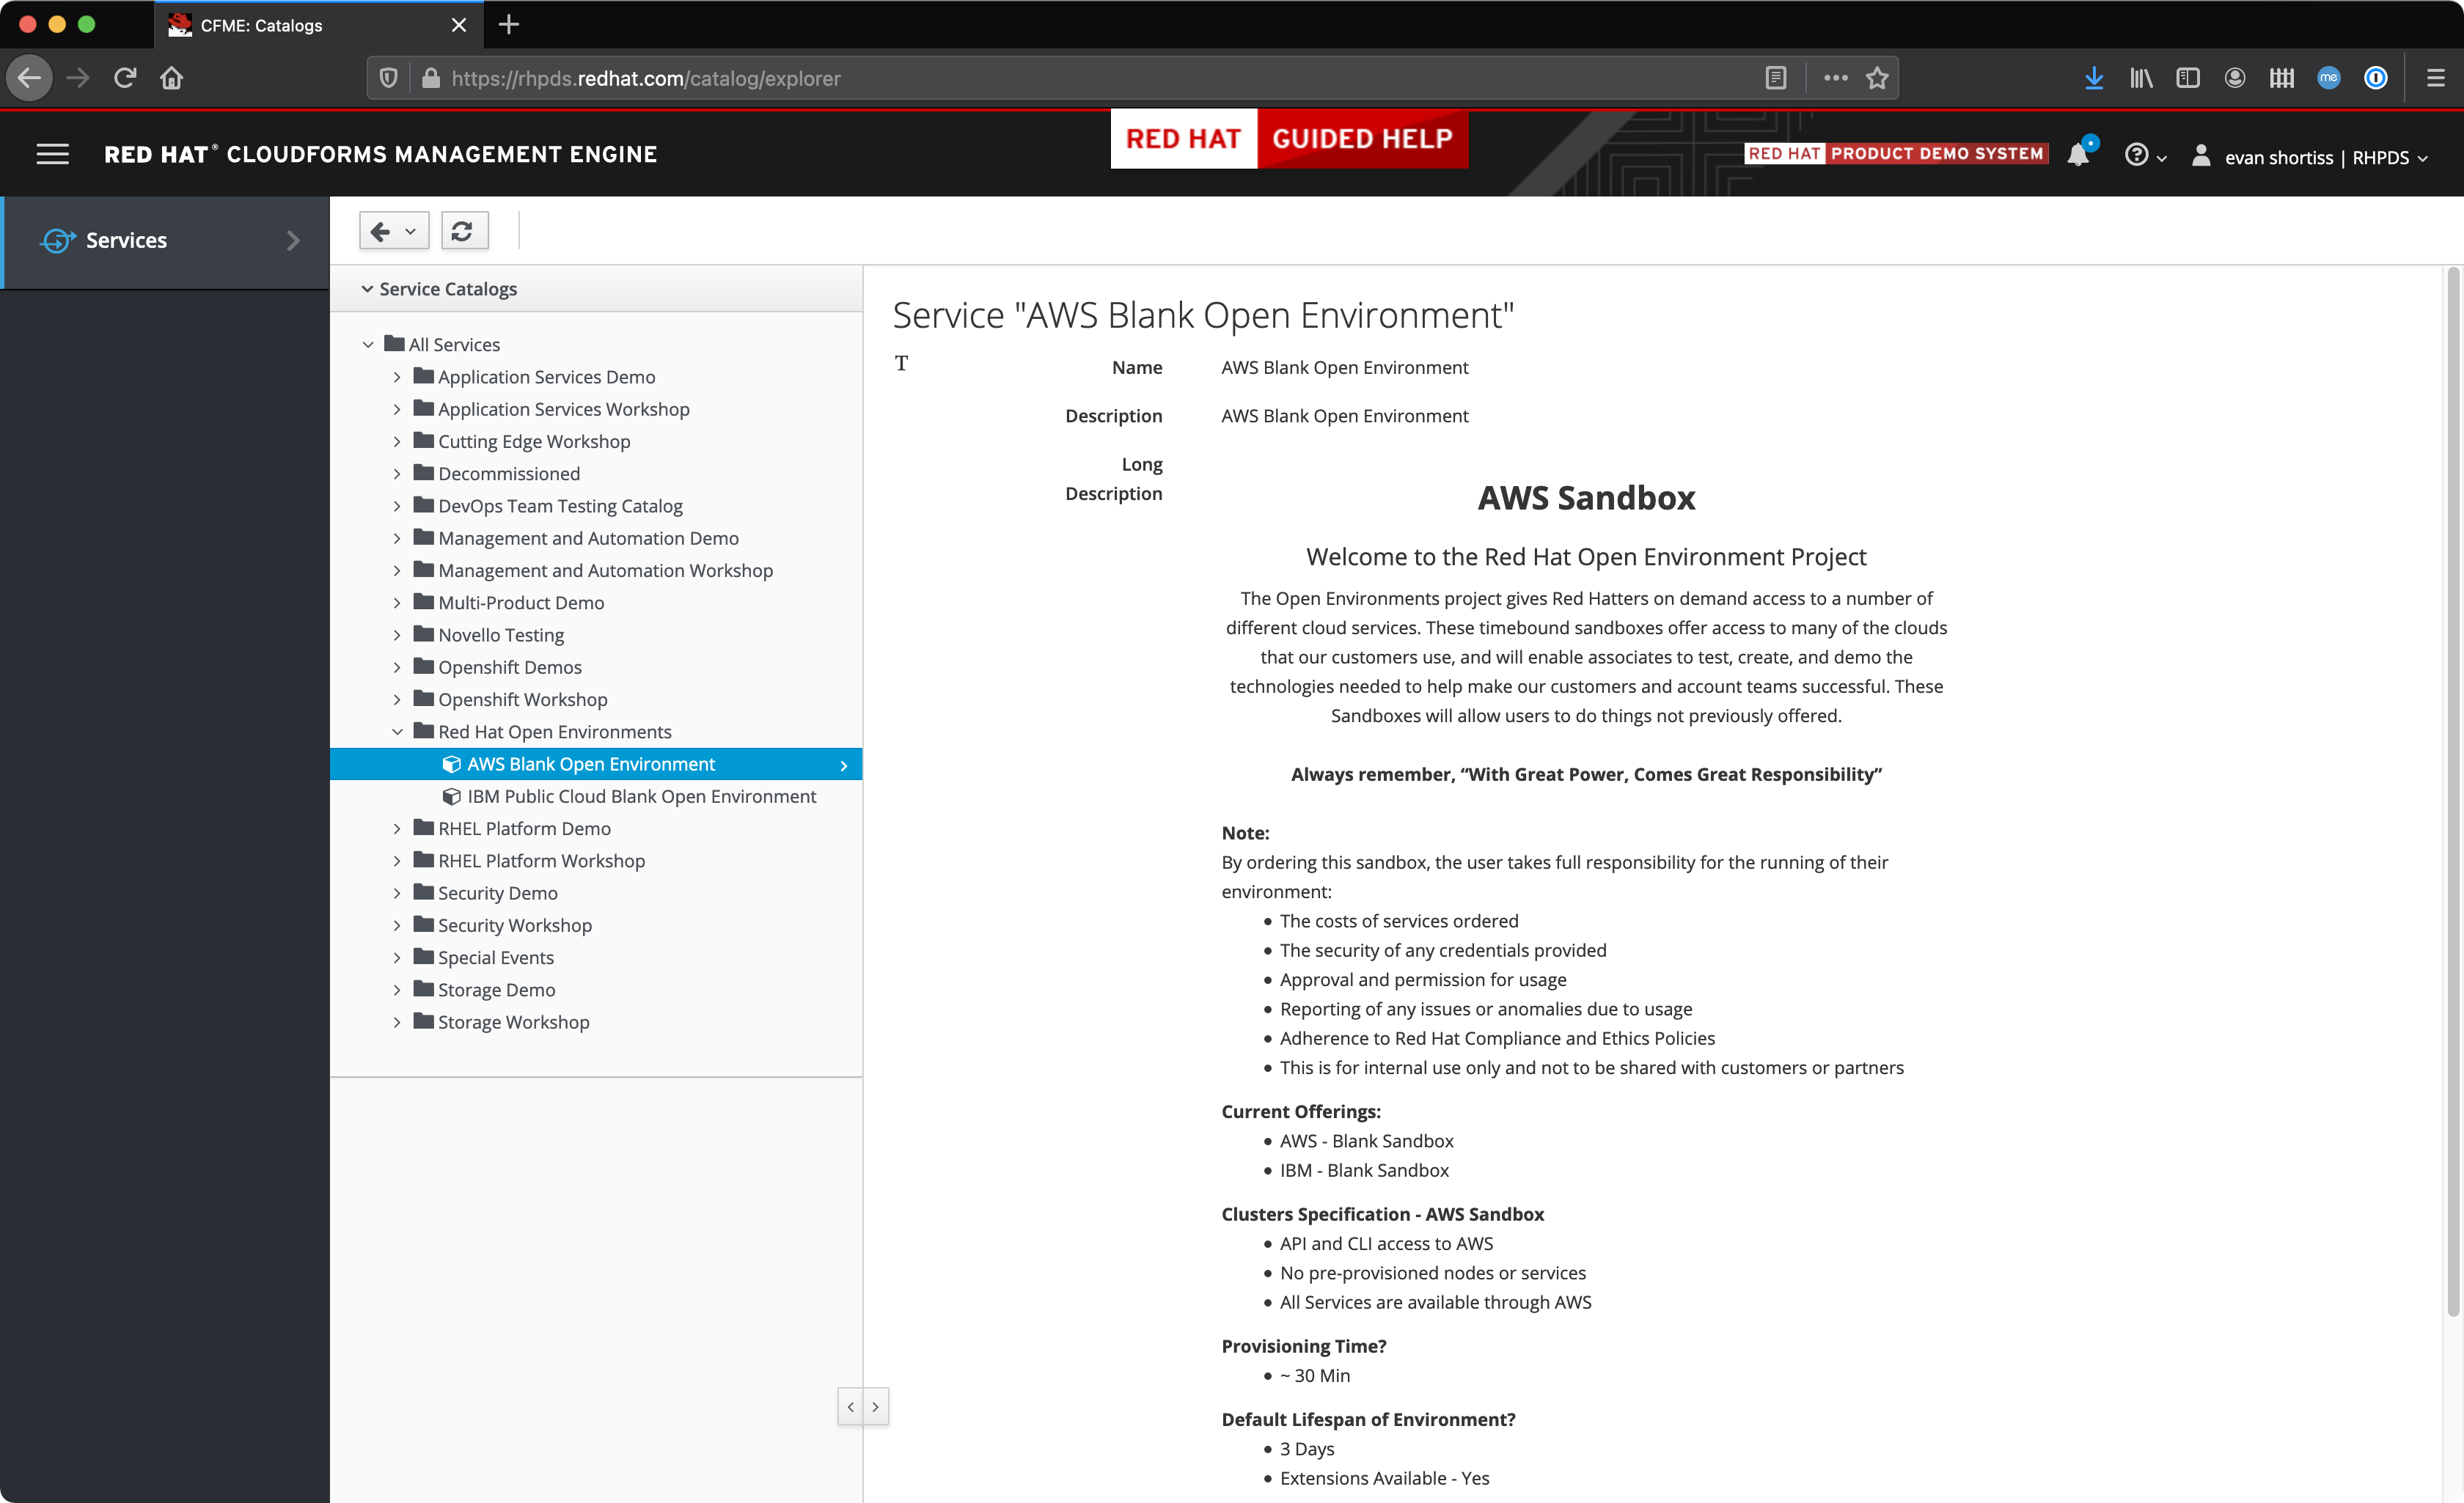 CFME: Catalogs
https://rhpds.redhat.com/catalog/explorer
me
RED HAT® CLOUDFORMS MANAGEMENT ENGINE
RED HAT GUIDED HELP
RED HAT PRODUCT DEMO SYSTEM
evan shortiss | RHPDS
Services
Service Catalogs
All Services
Application Services Demo
Application Services Workshop
Cutting Edge Workshop
Decommissioned
DevOps Team Testing Catalog
Management and Automation Demo
Management and Automation Workshop
Multi-Product Demo
Novello Testing
Openshift Demos
Openshift Workshop
Red Hat Open Environments
AWS Blank Open Environment
IBM Public Cloud Blank Open Environment
RHEL Platform Demo
RHEL Platform Workshop
Security Demo
Security Workshop
Special Events
Storage Demo
Storage Workshop
Service "AWS Blank Open Environment"
T
Name AWS Blank Open Environment
Description AWS Blank Open Environment
Long
Description
AWS Sandbox
Welcome to the Red Hat Open Environment Project
The Open Environments project gives Red Hatters on demand access to a number of
different cloud services. These timebound sandboxes offer access to many of the clouds
that our customers use, and will enable associates to test, create, and demo the
technologies needed to help make our customers and account teams successful. These
Sandboxes will allow users to do things not previously offered.
Always remember, “With Great Power, Comes Great Responsibility”
Note:
By ordering this sandbox, the user takes full responsibility for the running of their
environment:
• The costs of services ordered
• The security of any credentials provided
• Approval and permission for usage
• Reporting of any issues or anomalies due to usage
• Adherence to Red Hat Compliance and Ethics Policies
• This is for internal use only and not to be shared with customers or partners
Current Offerings:
• AWS - Blank Sandbox
• IBM - Blank Sandbox
Clusters Specification - AWS Sandbox
• API and CLI access to AWS
• No pre-provisioned nodes or services
• All Services are available through AWS
Provisioning Time?
• ~ 30 Min
Default Lifespan of Environment?
• 3 Days
• Extensions Available - Yes